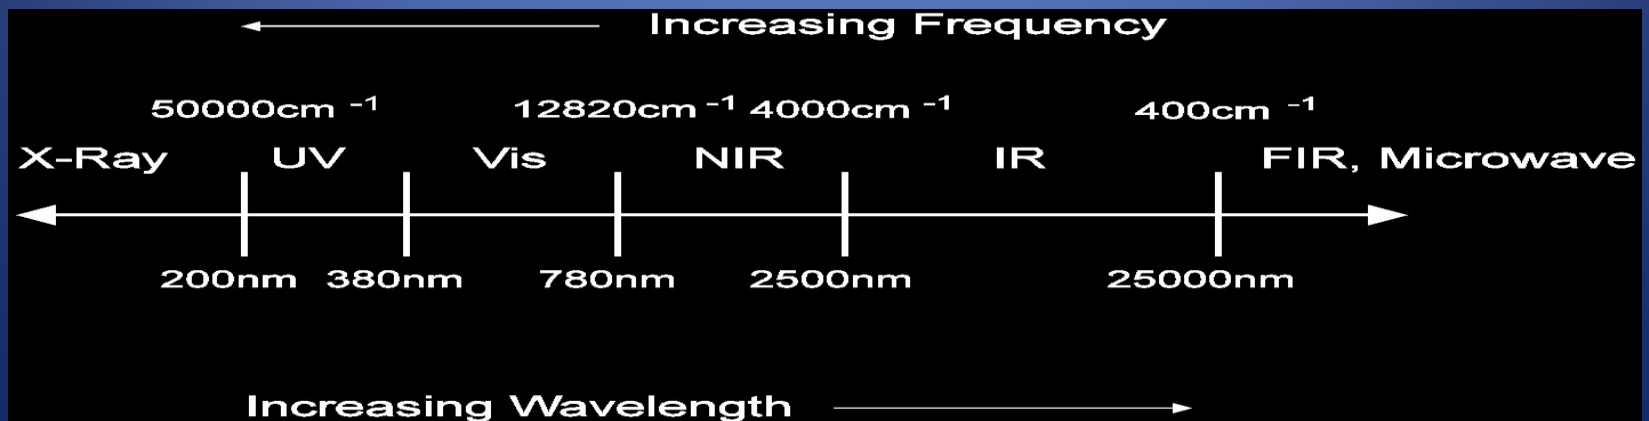 Increasing Frequency
50000cm -1 12820cm -1 4000cm -1 400cm -1
X-Ray UV Vis NIR IR FIR, Microwave
200nm 380nm 780nm 2500nm 25000nm
Increasing Wavelength